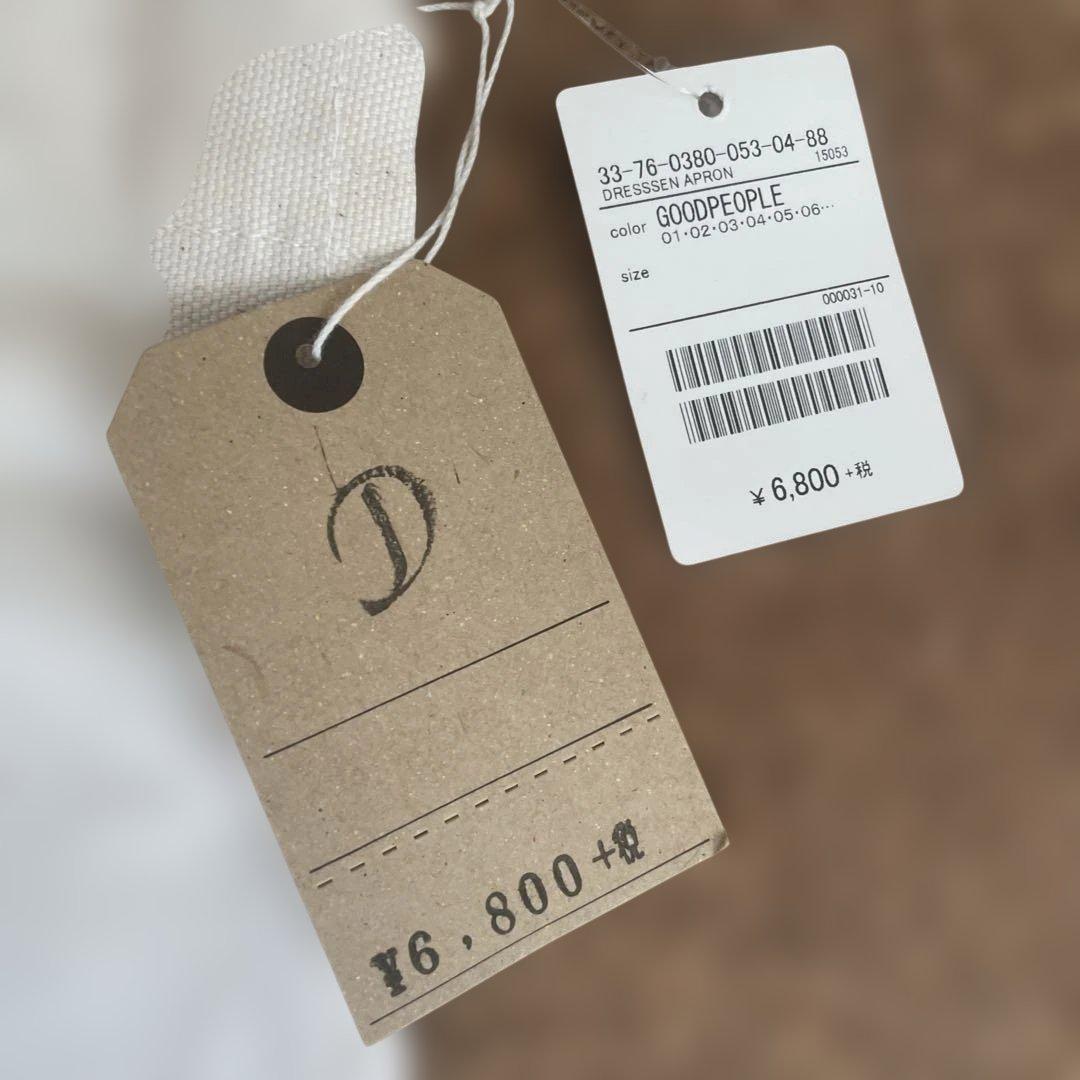 D
¥6,800+税
33-76-0380-053-04-88
DRESSSEN APRON 15053
color GOODPEOPLE
01･02･03･04･05･06…
size
000031-10
¥6,800+税